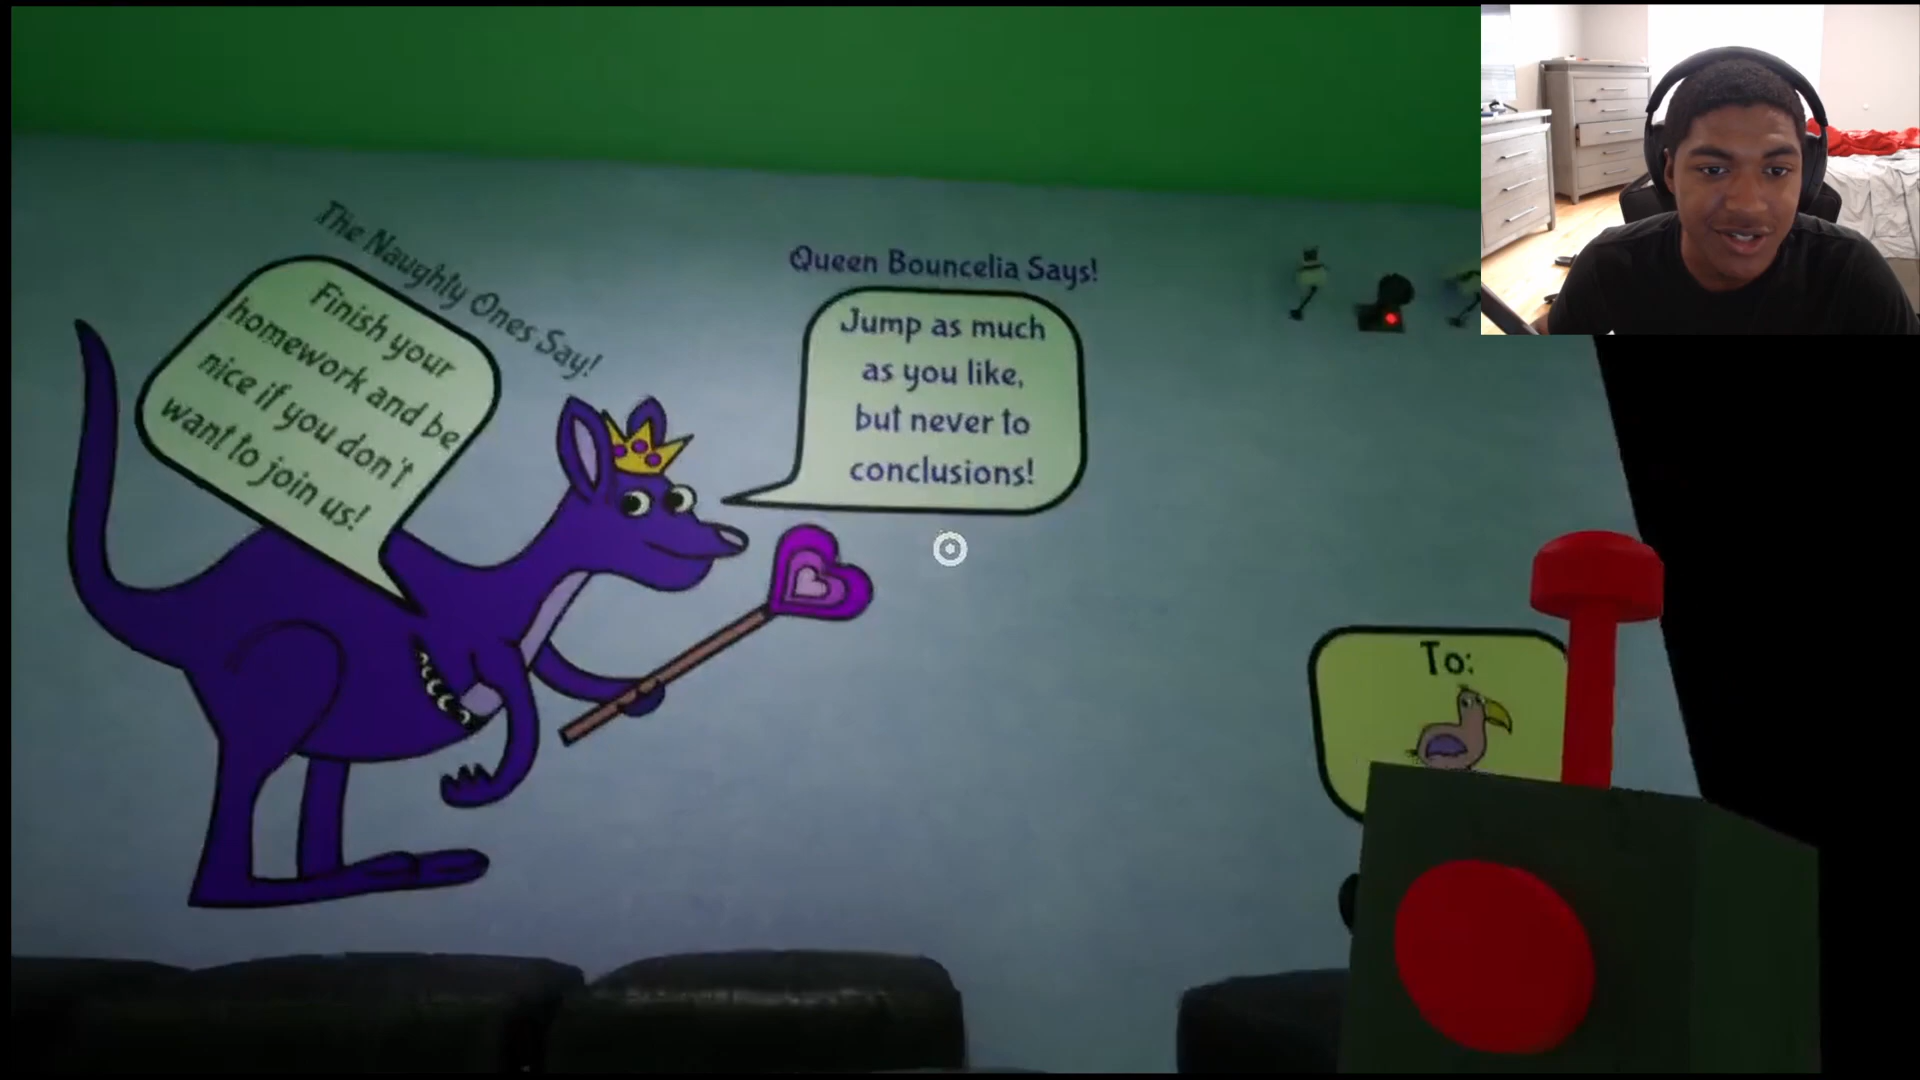 The Naughty Ones Say!
Finish your
homework and be
nice if you don't
want to join us!
Queen Bouncelia Says!
Jump as much
as you like,
but never to
conclusions!
To: